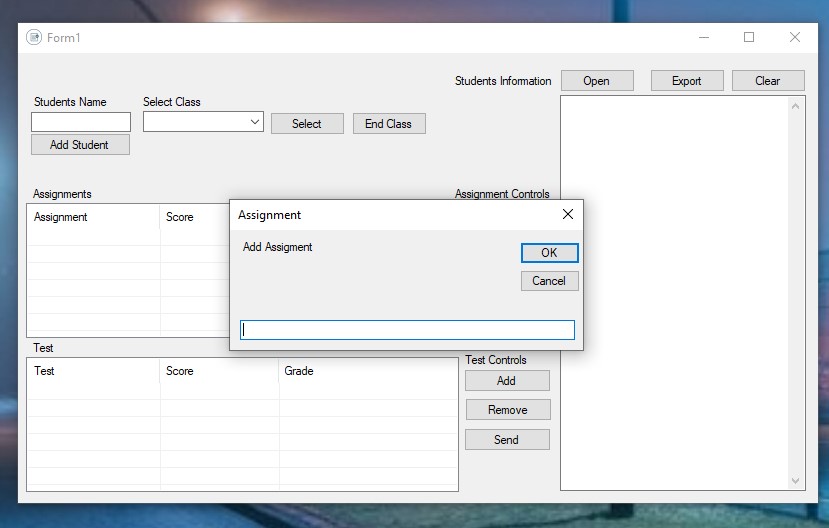 Form1
Students Information
Open
Export
Clear
Students Name
Select Class
Select
End Class
Add Student
Assignments
Assignment Controls
Assignment
Score
Assignment
Add Assigment
OK
Cancel
Test
Test Controls
Test
Score
Grade
Add
Remove
Send